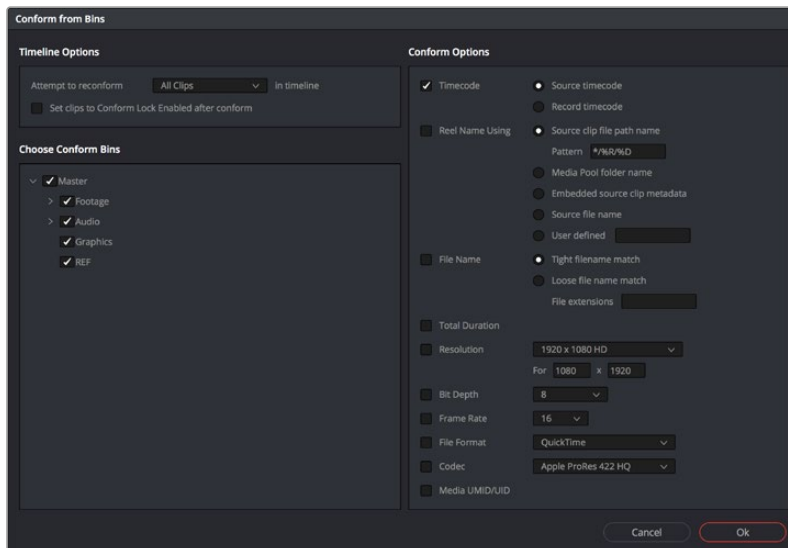 Conform from Bins
Timeline Options
Attempt to reconform All Clips in timeline
Set clips to Conform Lock Enabled after conform
Choose Conform Bins
Master
Footage
Audio
Graphics
REF
Conform Options
Timecode Source timecode
Record timecode
Reel Name Using Source clip file path name
Pattern */%R/%D
Media Pool folder name
Embedded source clip metadata
Source file name
User defined
File Name Tight filename match
Loose file name match
File extensions
Total Duration
Resolution 1920 x 1080 HD
For 1080 x 1920
Bit Depth 8
Frame Rate 16
File Format QuickTime
Codec Apple ProRes 422 HQ
Media UMID/UID
Cancel Ok